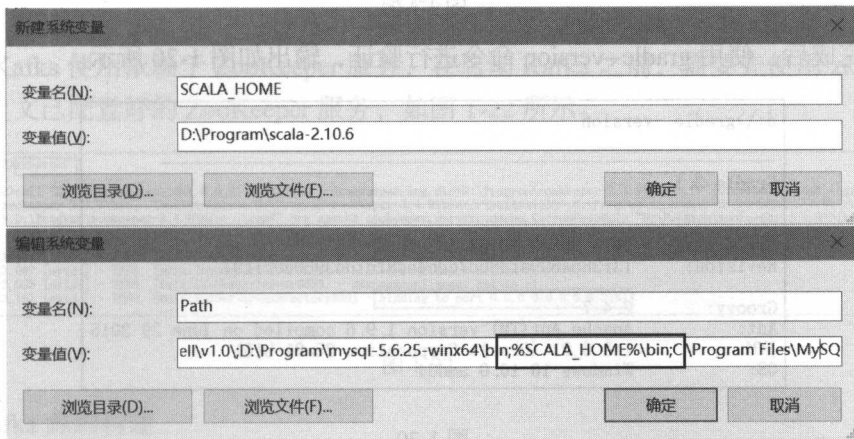 新建系统变量
变量名(N):
SCALA_HOME
变量值(V):
D:\Program\scala-2.10.6
浏览目录(D)...
浏览文件(F)...
确定
取消
编辑系统变量
变量名(N):
Path
变量值(V):
ell\v1.0\;D:\Program\mysql-5.6.25-winx64\bin;%SCALA_HOME%\bin;C\Program Files\MySQ
浏览目录(D)...
浏览文件(F)...
确定
取消